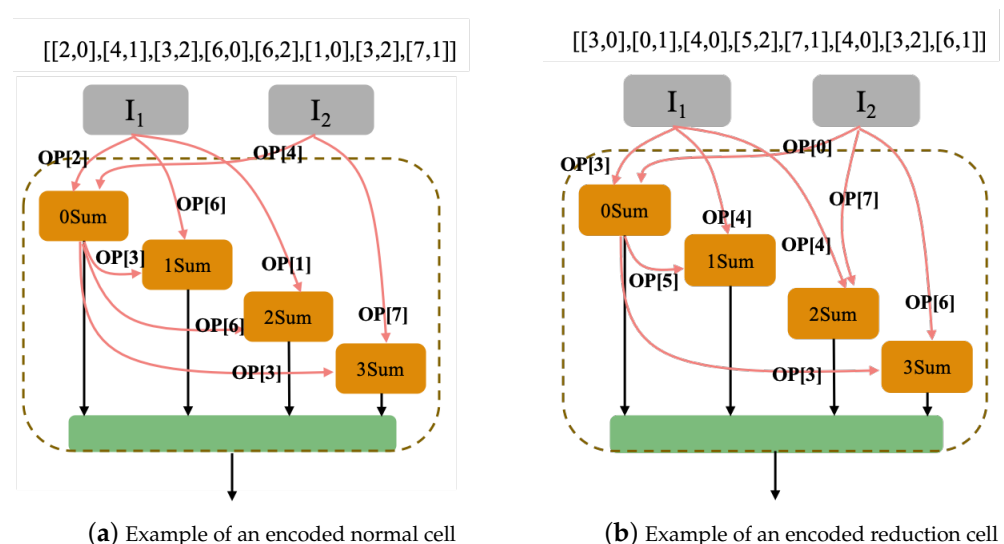 [[2,0],[4,1],[3,2],[6,0],[6,2],[1,0],[3,2],[7,1]]
I1
I2
OP[2]
OP[4]
0Sum
OP[6]
OP[3]
1Sum
OP[1]
2Sum
OP[6]
OP[7]
OP[3]
3Sum
(a) Example of an encoded normal cell
[[3,0],[0,1],[4,0],[5,2],[7,1],[4,0],[3,2],[6,1]]
I1
I2
OP[3]
OP[0]
0Sum
OP[7]
OP[4]
OP[4]
1Sum
OP[5]
OP[6]
2Sum
OP[3]
3Sum
(b) Example of an encoded reduction cell